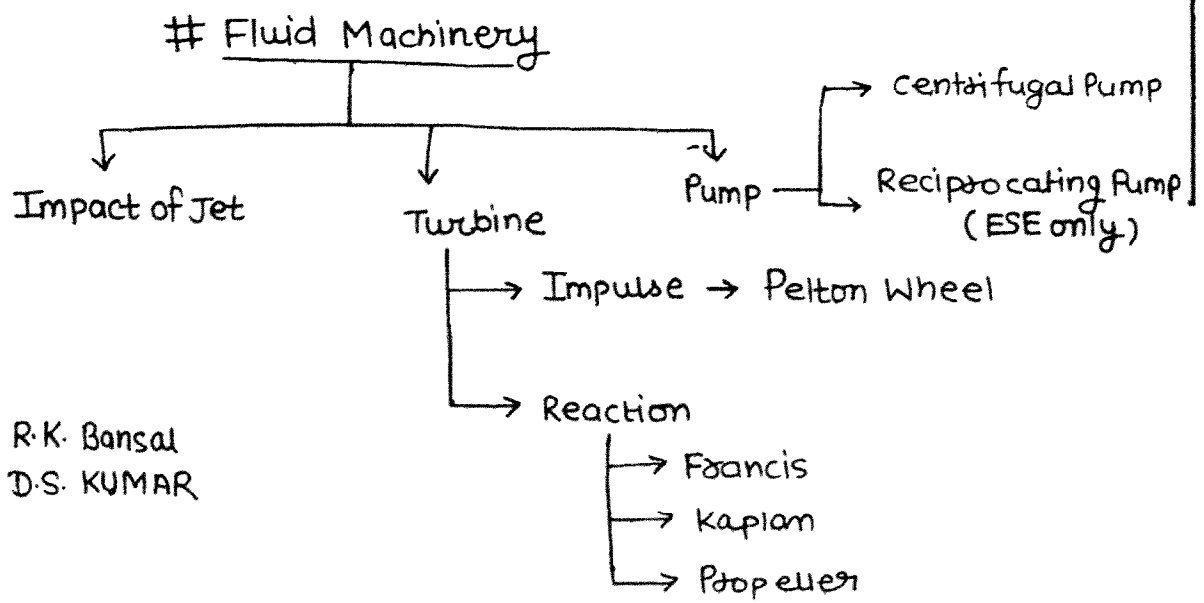 # Fluid Machinery
Impact of Jet
Turbine
Pump
Centrifugal Pump
Reciprocating Pump
(ESE only)
Impulse → Pelton Wheel
Reaction
Francis
Kaplan
Propeller
R.K. Bansal
D.S. KUMAR